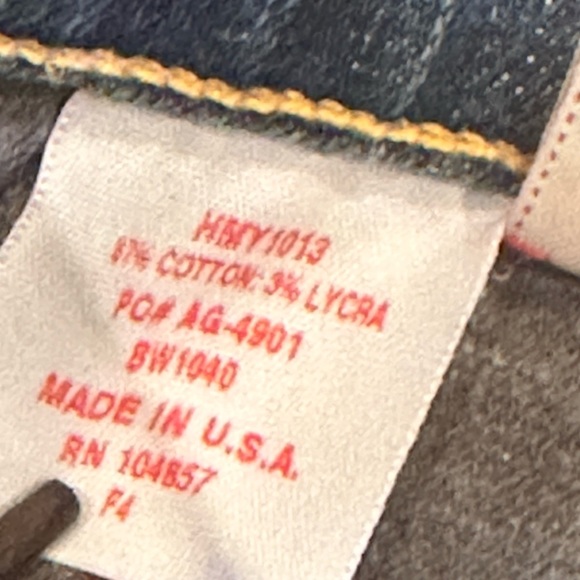 HMY1013
97% COTTON: 3% LYCRA
PO# AG-4901
BW1040
MADE IN U.S.A.
RN 104857
F4